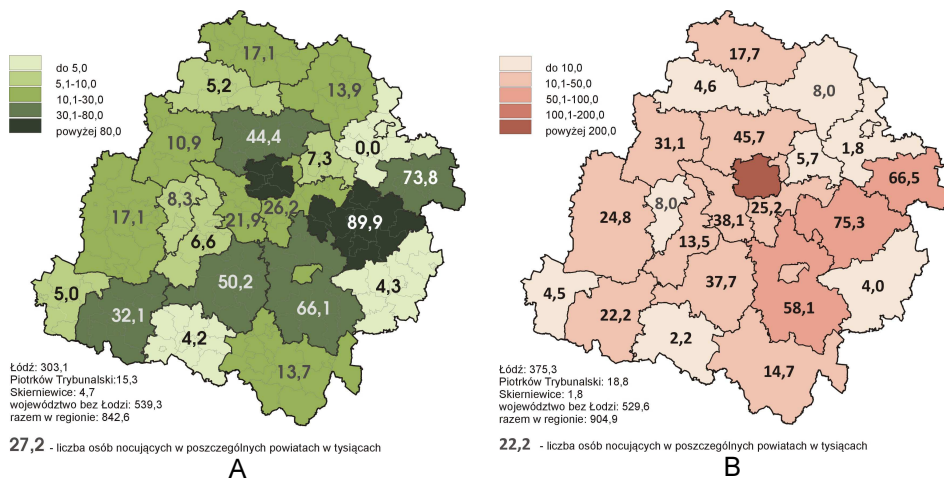 do 5,0
5,1-10,0
10,1-30,0
30,1-80,0
powyżej 80,0
17,1
5,2
13,9
10,9
44,4
7,3
0,0
73,8
17,1
8,3
21,9
26,2
89,9
6,6
5,0
50,2
4,3
32,1
66,1
4,2
13,7
Łódź: 303,1
Piotrków Trybunalski:15,3
Skierniewice: 4,7
województwo bez Łodzi: 539,3
razem w regionie: 842,6
27,2 - liczba osób nocujących w poszczególnych powiatach w tysiącach
A
do 10,0
10,1-50,0
50,1-100,0
100,1-200,0
powyżej 200,0
17,7
4,6
8,0
31,1
45,7
5,7
1,8
66,5
24,8
8,0
38,1
25,2
75,3
13,5
4,5
37,7
4,0
22,2
58,1
2,2
14,7
Łódź: 375,3
Piotrków Trybunalski: 18,8
Skierniewice: 1,8
województwo bez Łodzi: 529,6
razem w regionie: 904,9
22,2 - liczba osób nocujących w poszczególnych powiatach w tysiącach
B